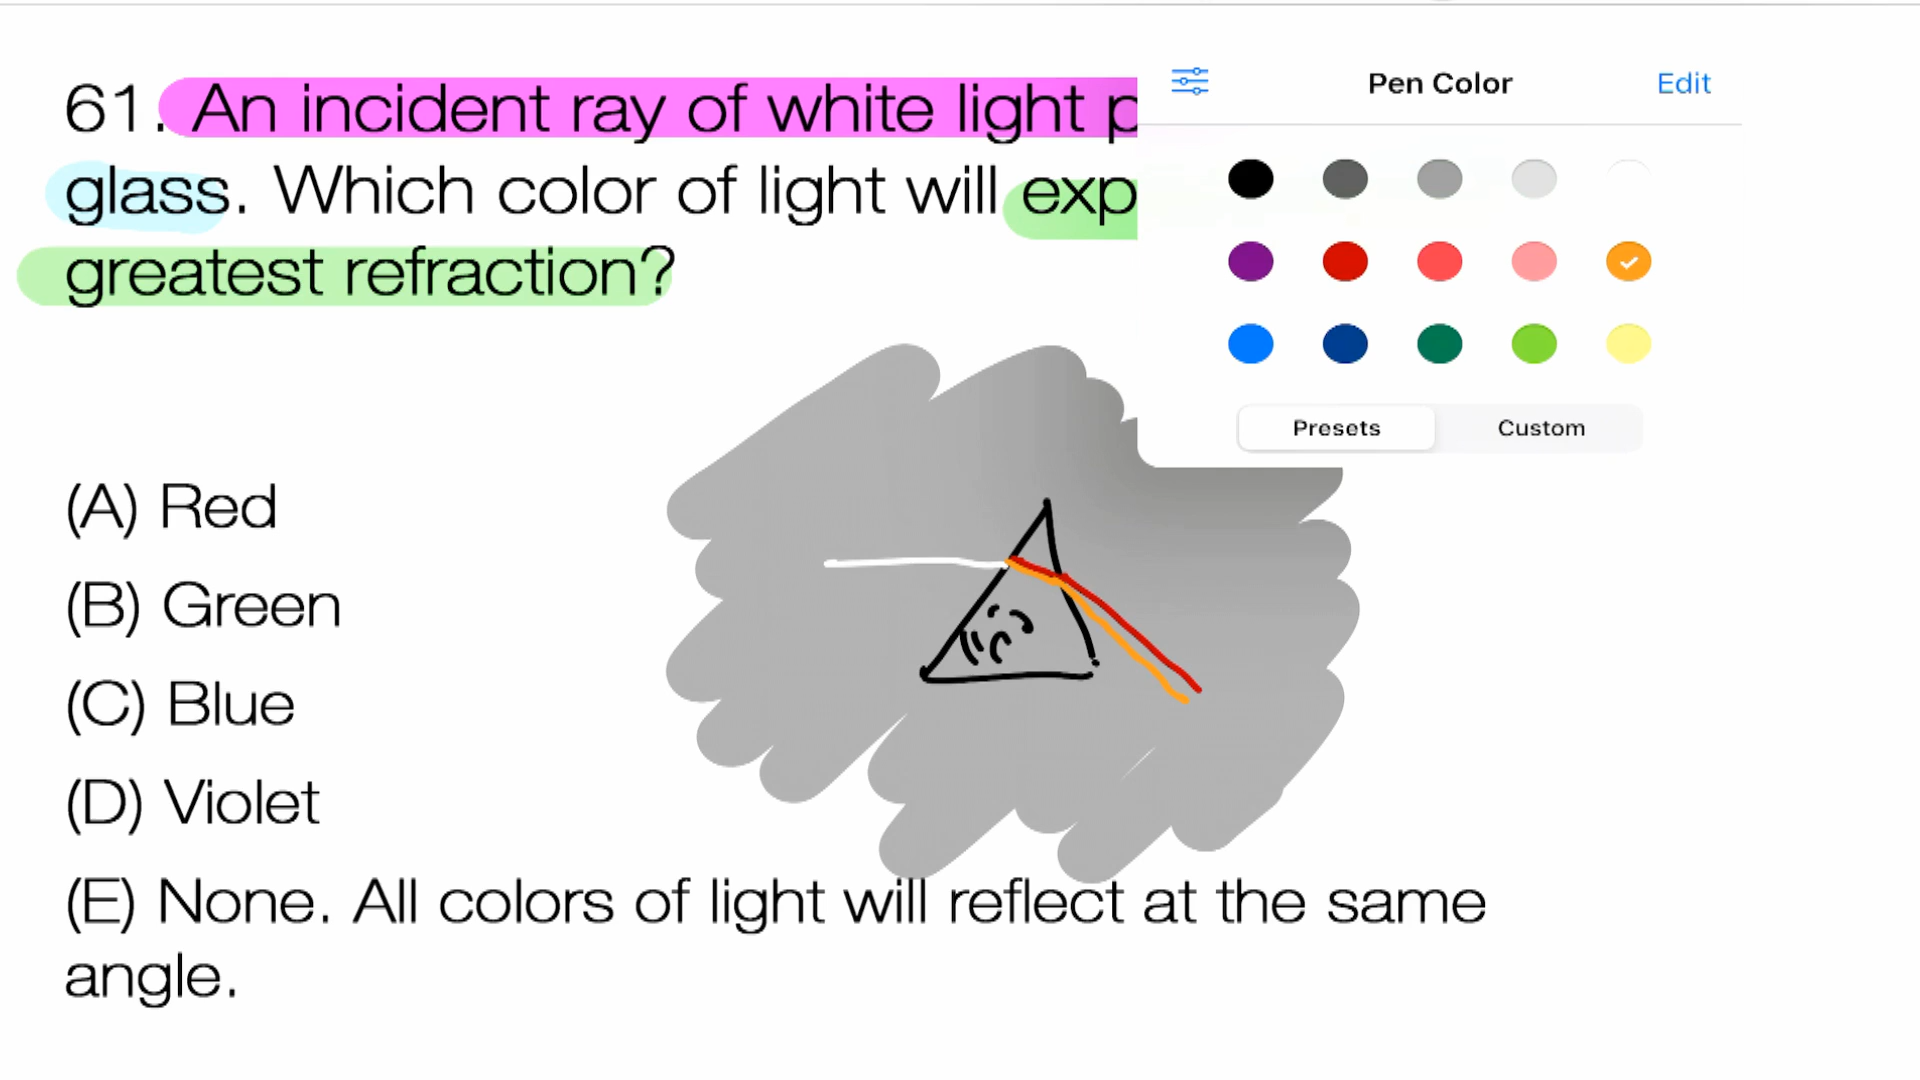 61. An incident ray of white light p
Pen Color
Edit
glass. Which color of light will exp
greatest refraction?
Presets
Custom
(A) Red
(B) Green
(C) Blue
(D) Violet
(E) None. All colors of light will reflect at the same
angle.